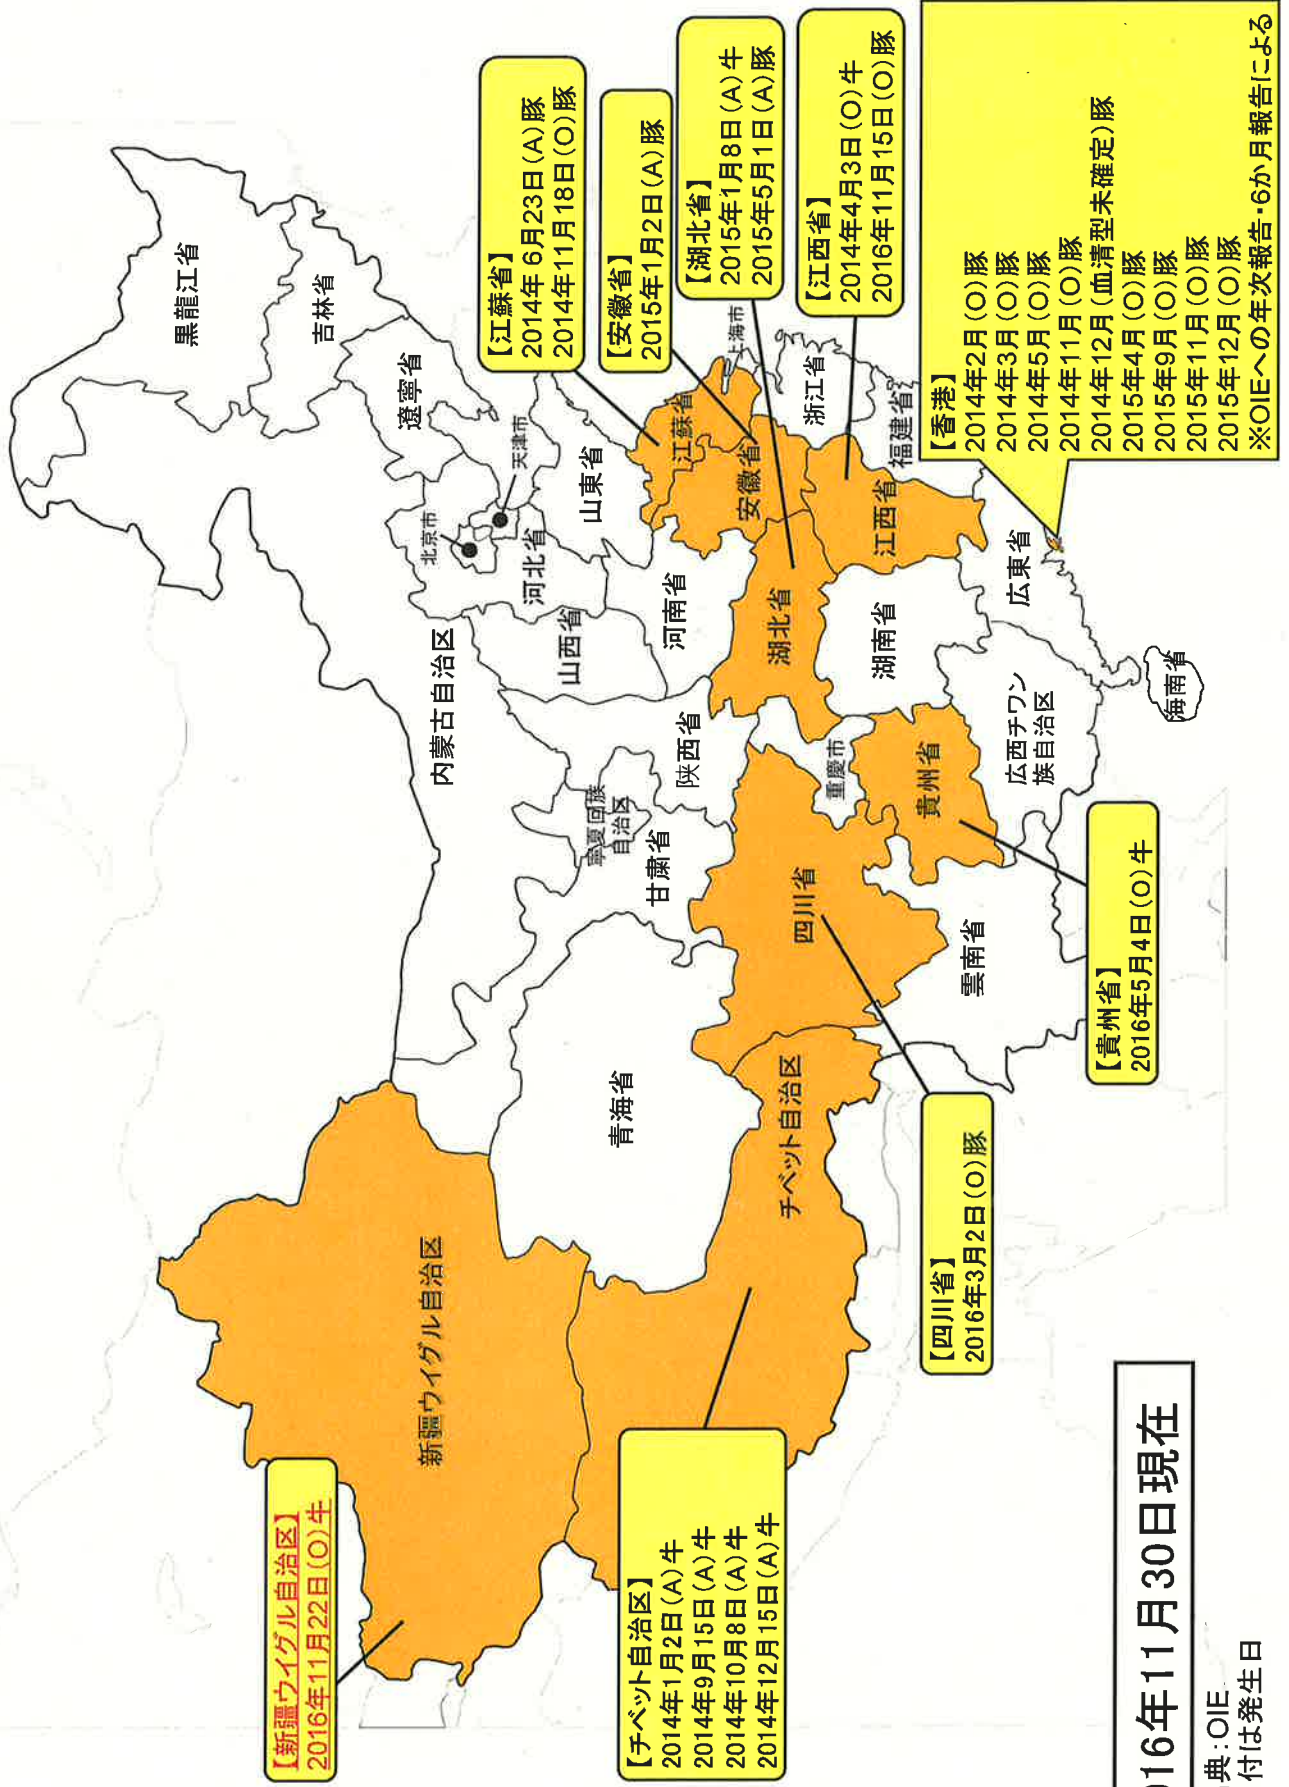 【新疆ウイグル自治区】
2016年11月22日(O)牛
【チベット自治区】
2014年1月2日(A)牛
2014年9月15日(A)牛
2014年10月8日(A)牛
2014年12月15日(A)牛
【四川省】
2016年3月2日(O)豚
【貴州省】
2016年5月4日(O)牛
【江蘇省】
2014年 6月23日(A)豚
2014年11月18日(O)豚
【安徽省】
2015年1月2日(A)豚
【湖北省】
2015年1月8日(A)牛
2015年5月1日(A)豚
【江西省】
2014年4月3日(O)牛
2016年11月15日(O)豚
【香港】
2014年2月(O)豚
2014年3月(O)豚
2014年5月(O)豚
2014年11月(O)豚
2014年12月(血清型未確定)豚
2015年4月(O)豚
2015年9月(O)豚
2015年11月(O)豚
2015年12月(O)豚
※OIEへの年次報告・6か月報告による
黒龍江省
吉林省
遼寧省
内蒙古自治区
北京市
天津市
河北省
山東省
山西省
河南省
陝西省
寧夏回族
自治区
甘粛省
青海省
新疆ウイグル自治区
チベット自治区
四川省
重慶市
湖北省
安徽省
江蘇省
上海市
浙江省
江西省
福建省
湖南省
貴州省
雲南省
広西チワン
族自治区
広東省
海南省
016年11月30日現在
典:OIE
付は発生日